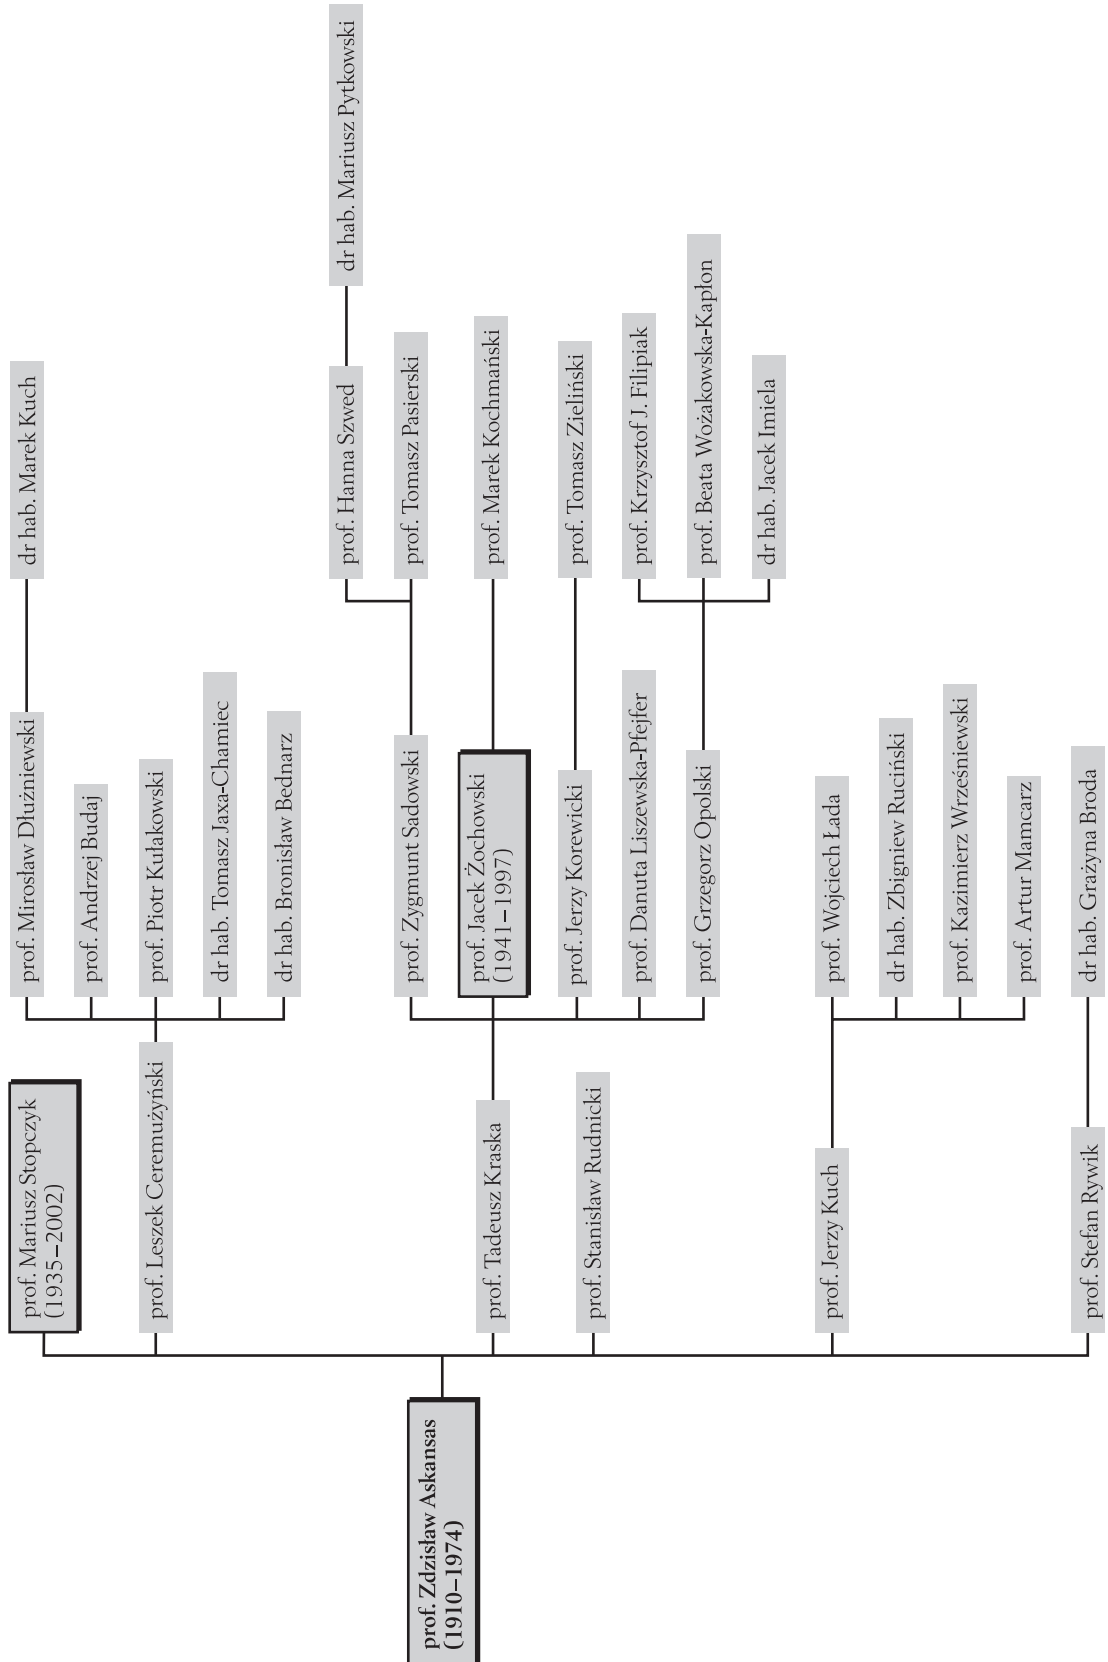 prof. Zdzisław Askansas
(1910–1974)
prof. Mariusz Stopczyk
(1935–2002)
prof. Leszek Ceremużyński
prof. Tadeusz Kraska
prof. Stanisław Rudnicki
prof. Jerzy Kuch
prof. Stefan Rywik
prof. Mirosław Dłużniewski
prof. Andrzej Budaj
prof. Piotr Kułakowski
dr hab. Tomasz Jaxa-Chamiec
dr hab. Bronisław Bednarz
prof. Zygmunt Sadowski
prof. Jacek Żochowski
(1941–1997)
prof. Jerzy Korewicki
prof. Danuta Liszewska-Pfejfer
prof. Grzegorz Opolski
prof. Wojciech Łada
dr hab. Zbigniew Ruciński
prof. Kazimierz Wrześniewski
prof. Artur Mamcarz
dr hab. Grażyna Broda
dr hab. Marek Kuch
prof. Hanna Szwed
prof. Tomasz Pasierski
prof. Marek Kochmański
prof. Tomasz Zieliński
prof. Krzysztof J. Filipiak
prof. Beata Wożakowska-Kapłon
dr hab. Jacek Imiela
dr hab. Mariusz Pytkowski